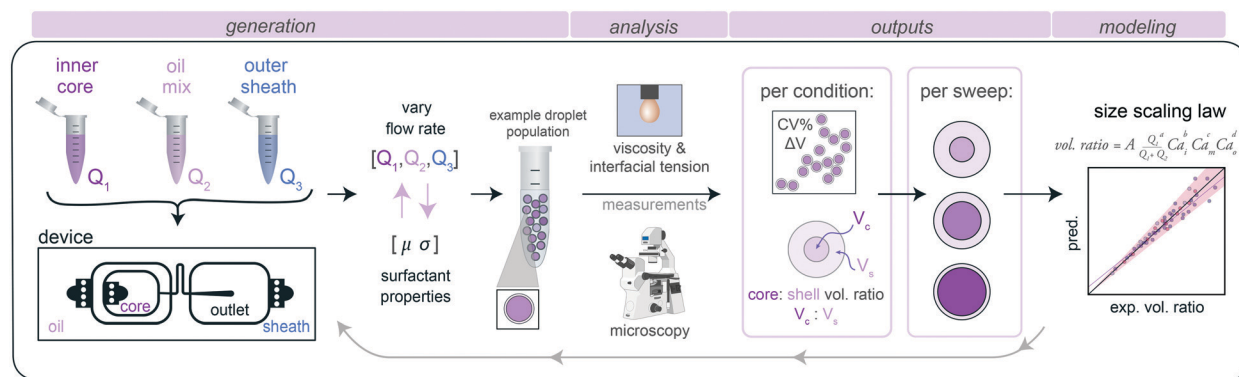 generation
analysis
outputs
modeling
inner
core
oil
mix
outer
sheath
Q1
Q2
Q3
device
core
outlet
oil
sheath
vary
flow rate
[Q1,Q2,Q3]
[ μ σ]
surfactant
properties
example droplet
population
viscosity &
interfacial tension
measurements
microscopy
per condition:
CV%
ΔV
Vc
Vs
core: shell vol. ratio
Vc : Vs
per sweep:
size scaling law
vol. ratio = A Qi/(Q1+Q2)^a Cai^b Cam^c Cao^d
pred.
exp. vol. ratio